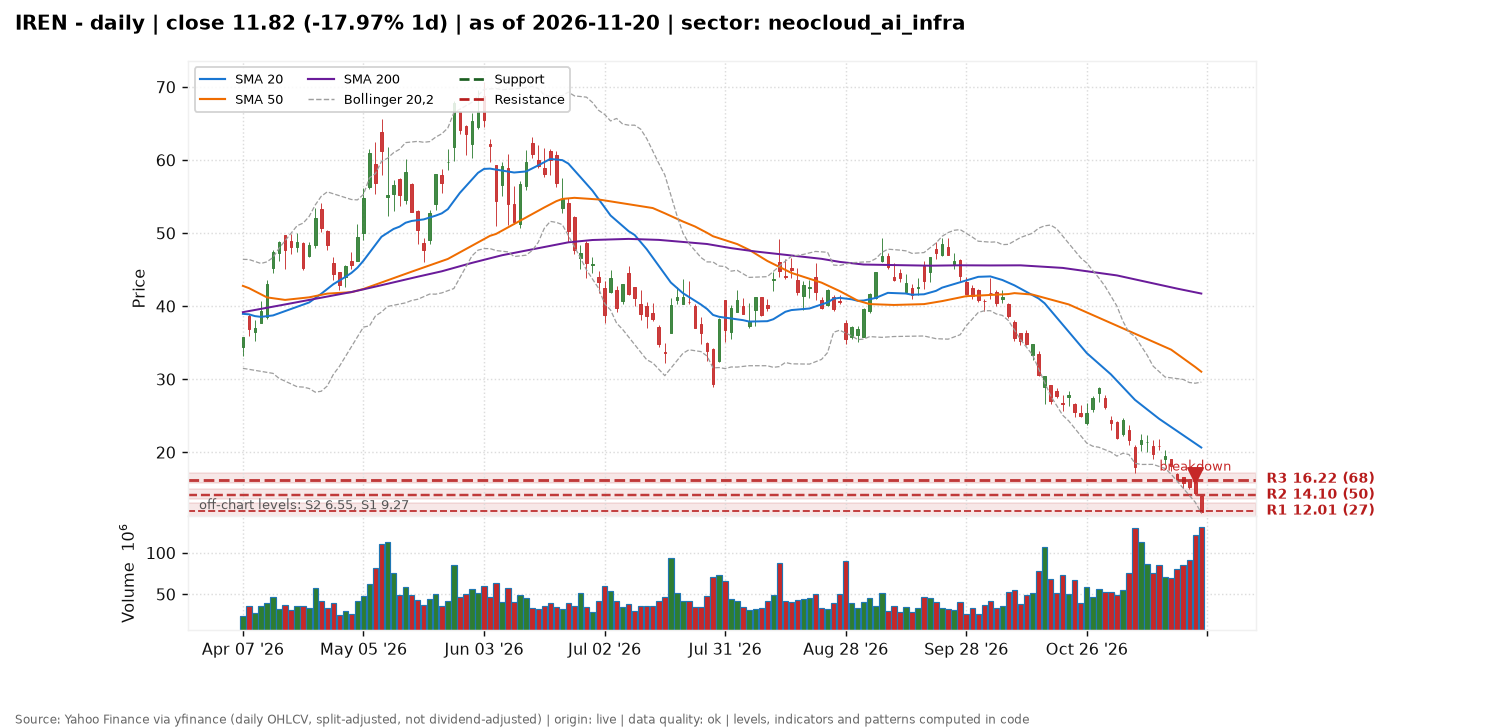 IREN - daily | close 11.82 (-17.97% 1d) | as of 2026-11-20 | sector: neocloud_ai_infra
SMA 20
SMA 50
SMA 200
Bollinger 20,2
Support
Resistance
Price
70
60
50
40
30
20
breakdown
R3 16.22 (68)
R2 14.10 (50)
R1 12.01 (27)
off-chart levels: S2 6.55, S1 9.27
Volume 10⁶
100
50
Apr 07 '26
May 05 '26
Jun 03 '26
Jul 02 '26
Jul 31 '26
Aug 28 '26
Sep 28 '26
Oct 26 '26
Source: Yahoo Finance via yfinance (daily OHLCV, split-adjusted, not dividend-adjusted) | origin: live | data quality: ok | levels, indicators and patterns computed in code